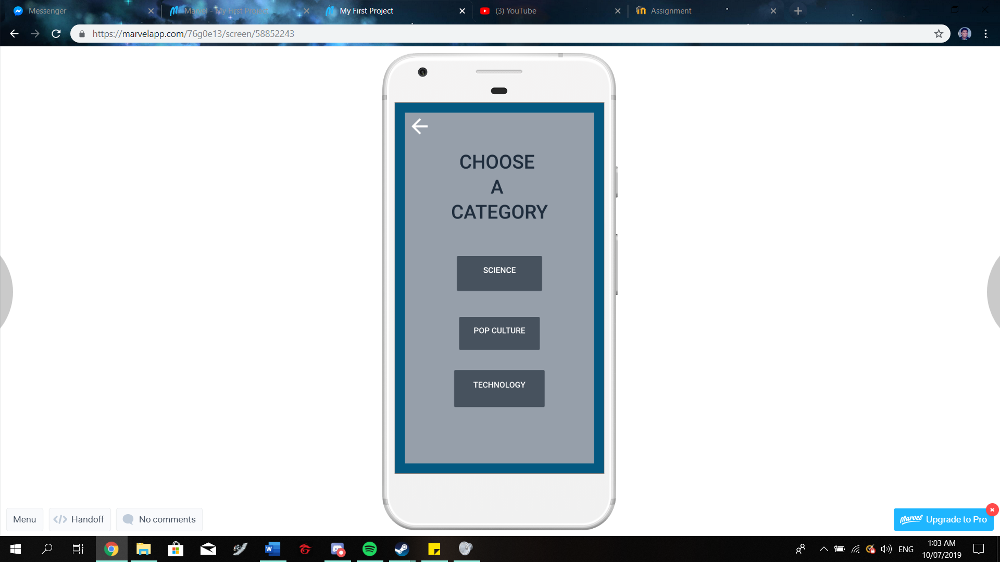 Messenger
Marvel - My First Project
My First Project
(3) YouTube
Assignment
https://marvelapp.com/76g0e13/screen/58852243
CHOOSE
A
CATEGORY
SCIENCE
POP CULTURE
TECHNOLOGY
Menu
</> Handoff
No comments
Marvel Upgrade to Pro
ENG
1:03 AM
10/07/2019